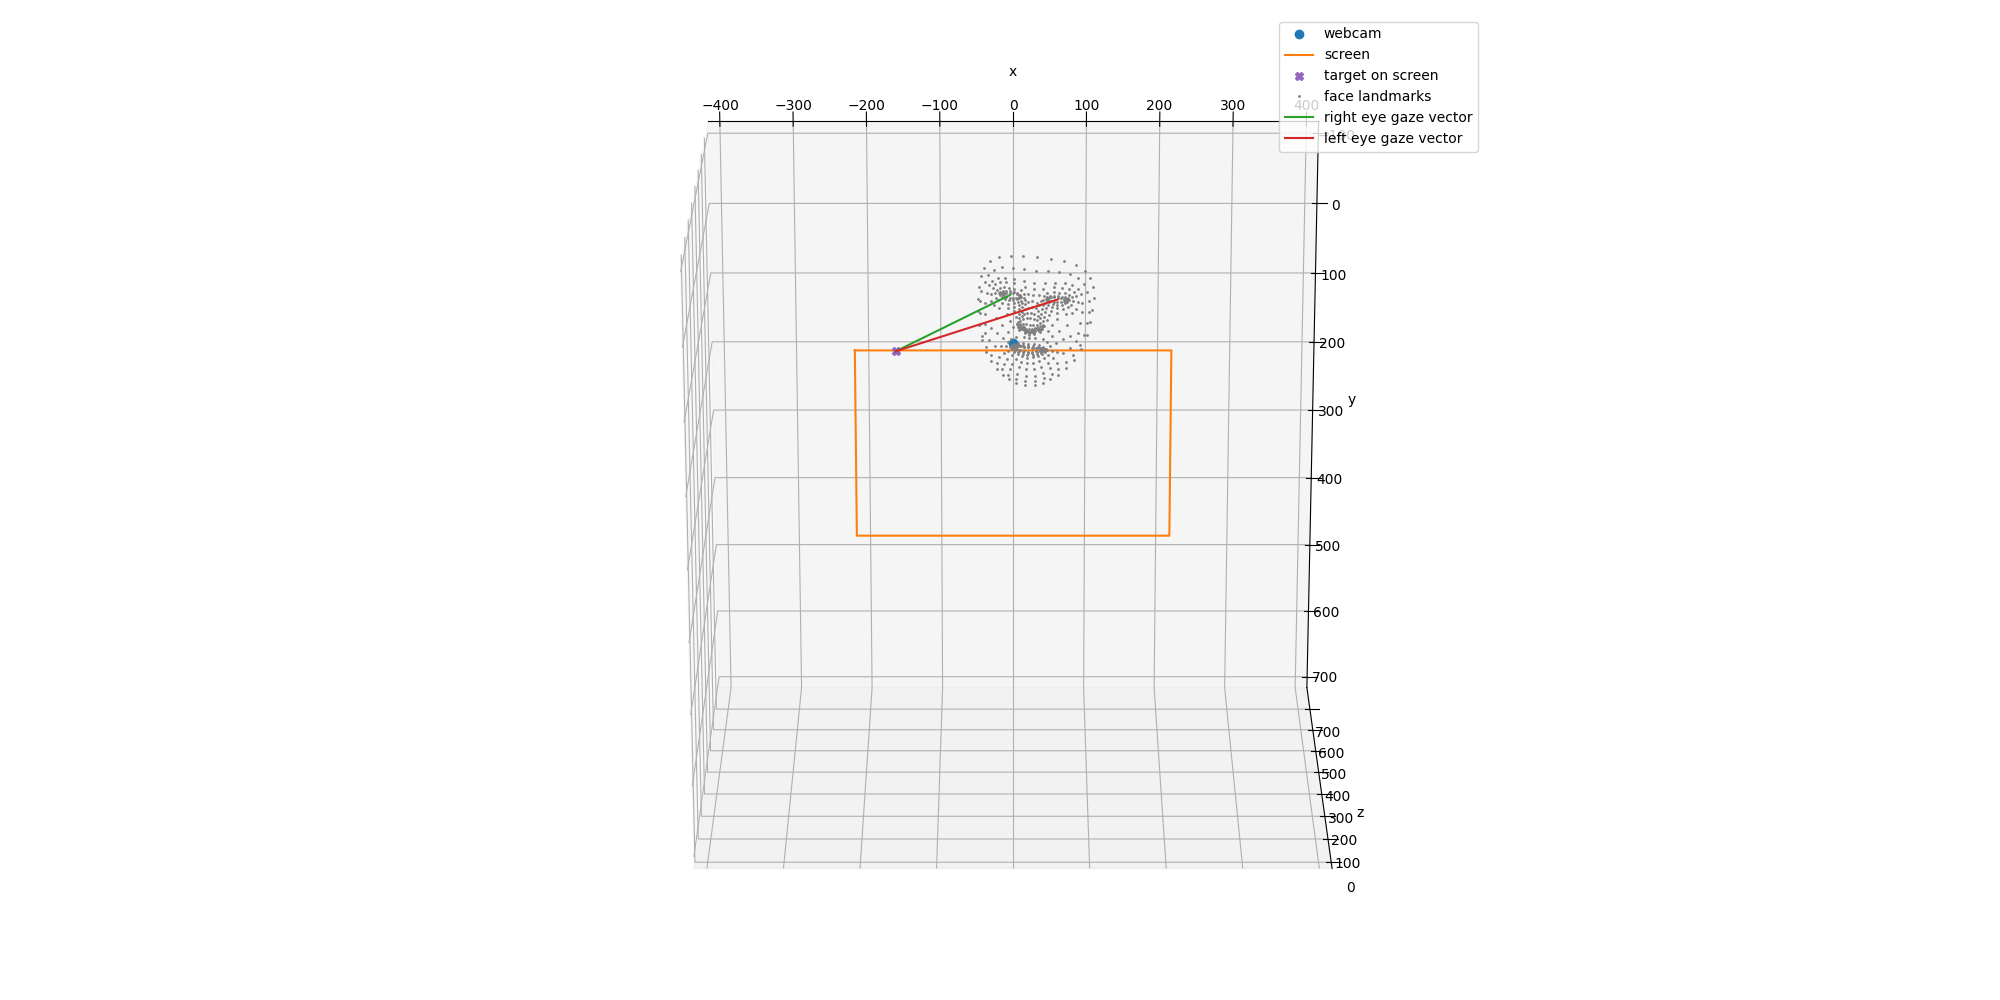 webcam
screen
target on screen
face landmarks
right eye gaze vector
left eye gaze vector
x
−400 −300 −200 −100 0 100 200 300 400
−100
0
100
200
300
y
400
500
600
700
700
600
500
400
300 z
200
100
0